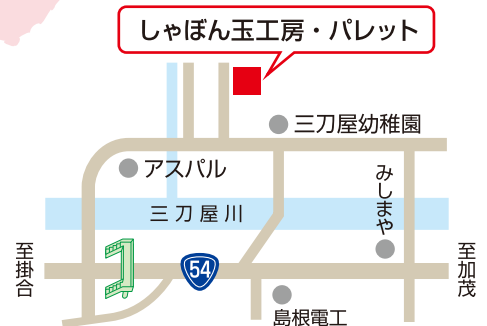 しゃぼん玉工房・パレット
三刀屋幼稚園
アスパル
みしまや
三刀屋川
至掛合
54
至加茂
島根電工